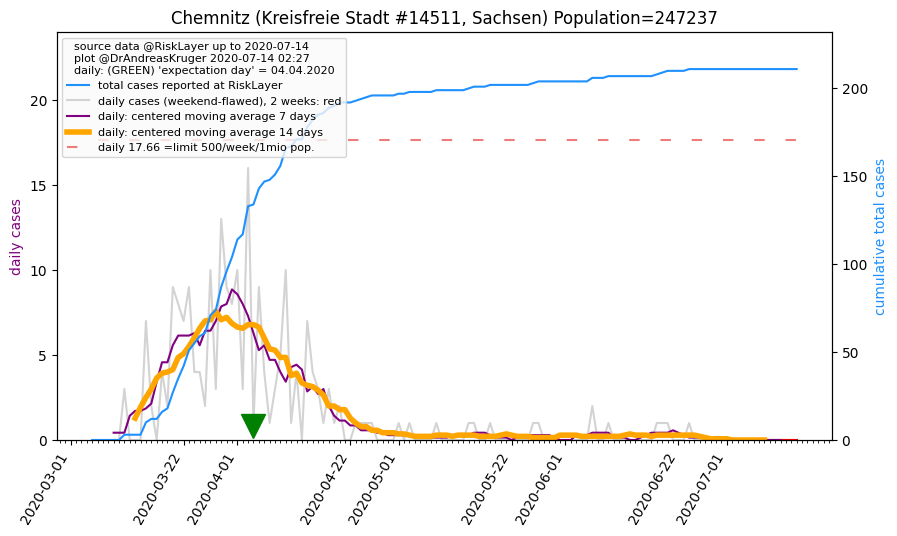 Chemnitz (Kreisfreie Stadt #14511, Sachsen) Population=247237
source data @RiskLayer up to 2020-07-14
plot @DrAndreasKruger 2020-07-14 02:27
daily: (GREEN) 'expectation day' = 04.04.2020
total cases reported at RiskLayer
daily cases (weekend-flawed), 2 weeks: red
daily: centered moving average 7 days
daily: centered moving average 14 days
daily 17.66 =limit 500/week/1mio pop.
daily cases
20
15
10
5
0
cumulative total cases
200
150
100
50
0
2020-03-01
2020-03-22
2020-04-01
2020-04-22
2020-05-01
2020-05-22
2020-06-01
2020-06-22
2020-07-01